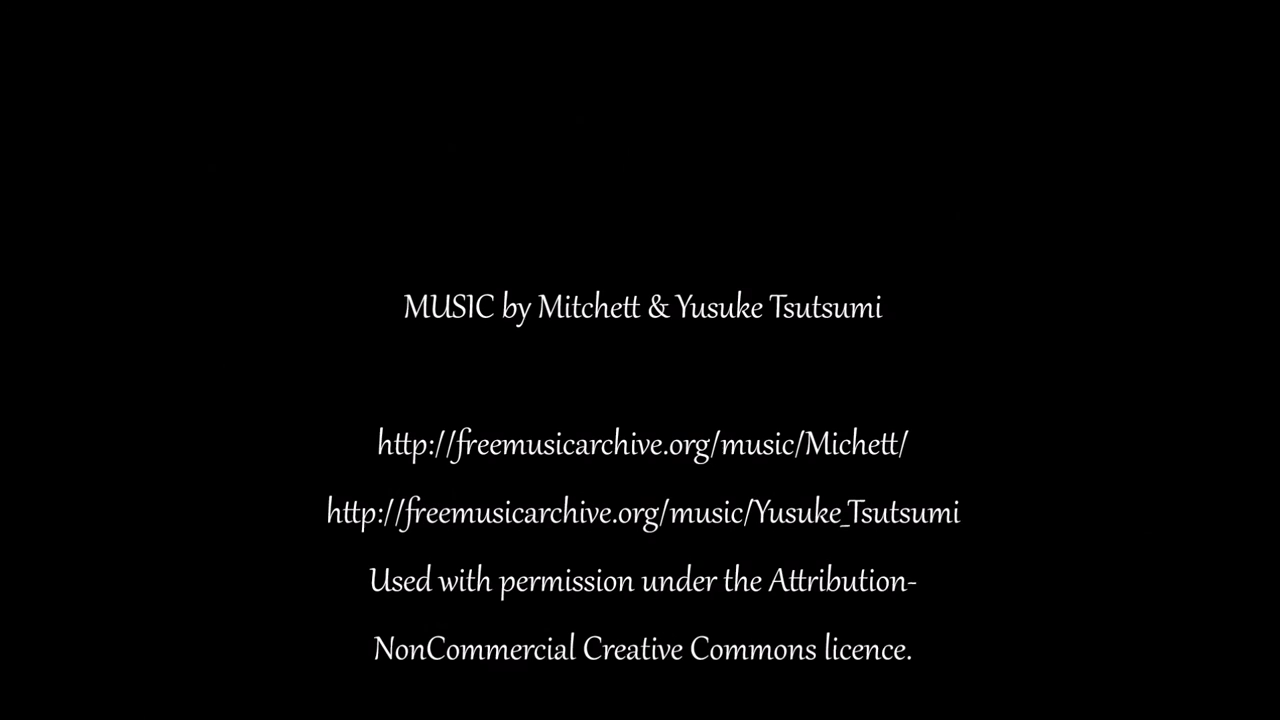 MUSIC by Mitchett & Yusuke Tsutsumi
http://freemusicarchive.org/music/Michett/
http://freemusicarchive.org/music/Yusuke_Tsutsumi
Used with permission under the Attribution-
NonCommercial Creative Commons licence.